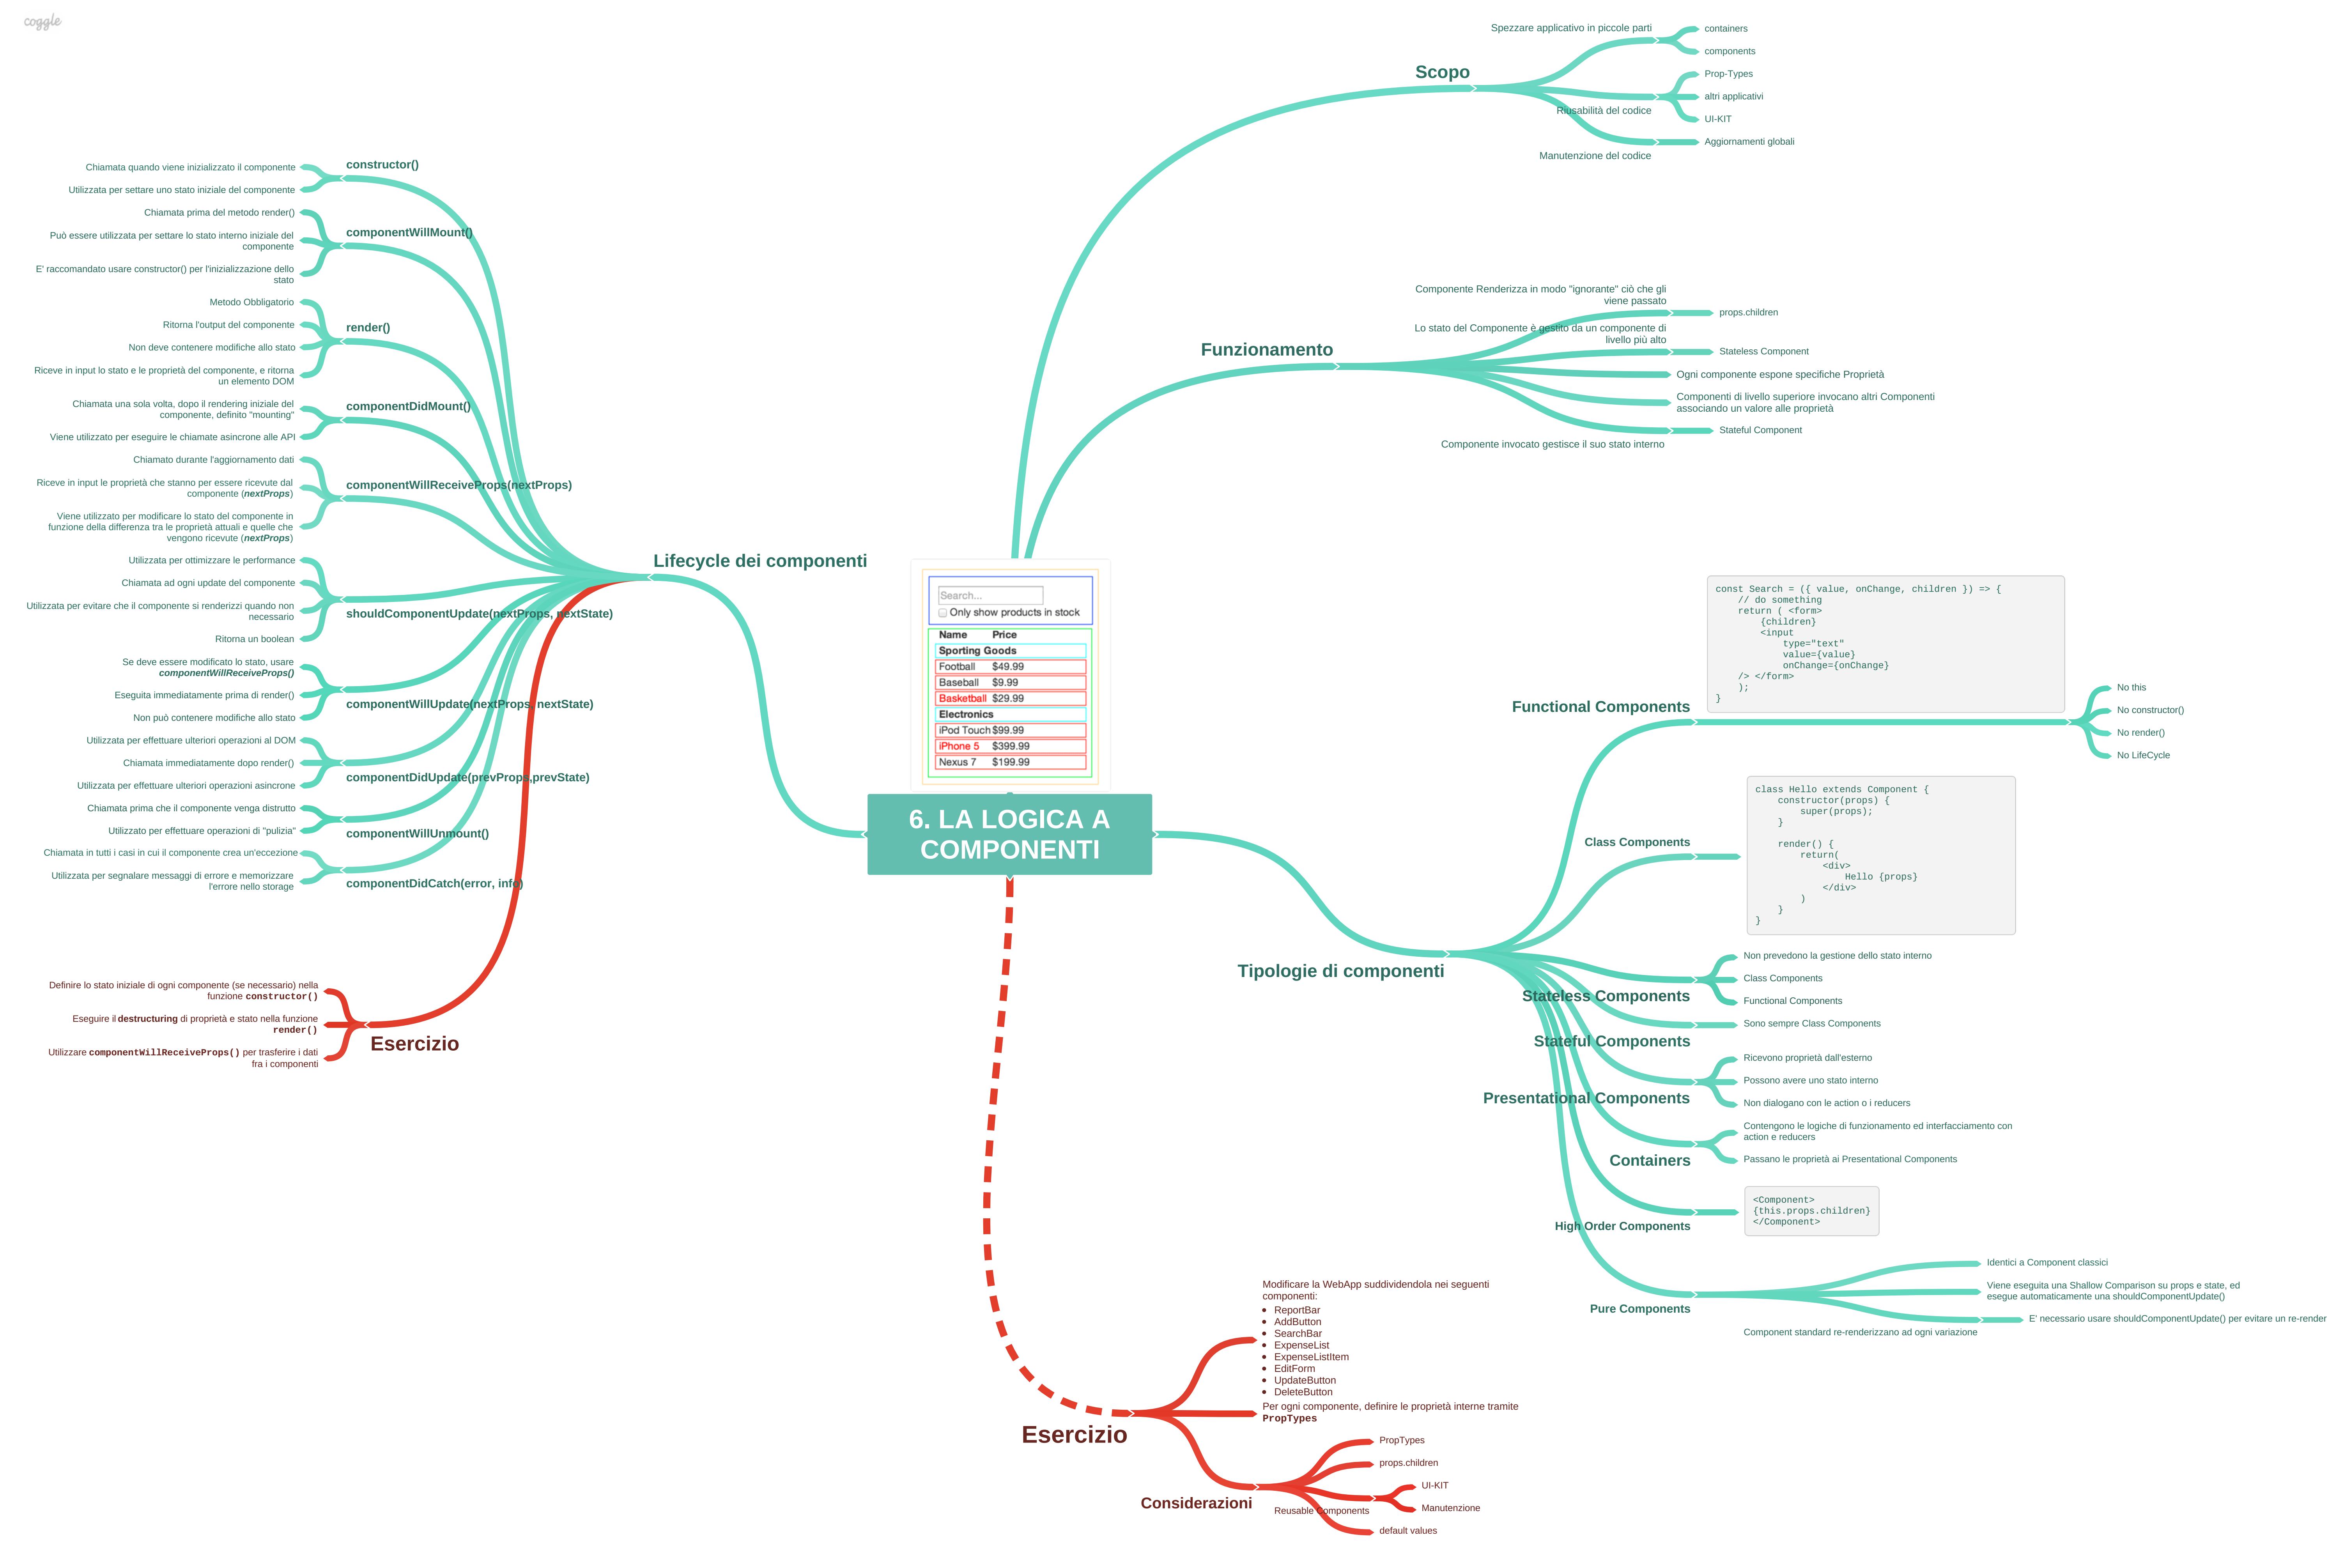 coggle
Scopo
Spezzare applicativo in piccole parti
containers
components
Riusabilità del codice
Prop-Types
altri applicativi
UI-KIT
Manutenzione del codice
Aggiornamenti globali
Funzionamento
Componente Renderizza in modo "ignorante" ciò che gli
viene passato
props.children
Lo stato del Componente è gestito da un componente di
livello più alto
Stateless Component
Ogni componente espone specifiche Proprietà
Componenti di livello superiore invocano altri Componenti
associando un valore alle proprietà
Componente invocato gestisce il suo stato interno
Stateful Component
Lifecycle dei componenti
constructor()
Chiamata quando viene inizializzato il componente
Utilizzata per settare uno stato iniziale del componente
componentWillMount()
Chiamata prima del metodo render()
Può essere utilizzata per settare lo stato interno iniziale del
componente
E' raccomandato usare constructor() per l'inizializzazione dello
stato
render()
Metodo Obbligatorio
Ritorna l'output del componente
Non deve contenere modifiche allo stato
Riceve in input lo stato e le proprietà del componente, e ritorna
un elemento DOM
componentDidMount()
Chiamata una sola volta, dopo il rendering iniziale del
componente, definito "mounting"
Viene utilizzato per eseguire le chiamate asincrone alle API
componentWillReceiveProps(nextProps)
Chiamato durante l'aggiornamento dati
Riceve in input le proprietà che stanno per essere ricevute dal
componente (nextProps)
Viene utilizzato per modificare lo stato del componente in
funzione della differenza tra le proprietà attuali e quelle che
vengono ricevute (nextProps)
shouldComponentUpdate(nextProps, nextState)
Utilizzata per ottimizzare le performance
Chiamata ad ogni update del componente
Utilizzata per evitare che il componente si renderizzi quando non
necessario
Ritorna un boolean
componentWillUpdate(nextProps, nextState)
Se deve essere modificato lo stato, usare
componentWillReceiveProps()
Eseguita immediatamente prima di render()
Non può contenere modifiche allo stato
componentDidUpdate(prevProps,prevState)
Utilizzata per effettuare ulteriori operazioni al DOM
Chiamata immediatamente dopo render()
Utilizzata per effettuare ulteriori operazioni asincrone
componentWillUnmount()
Chiamata prima che il componente venga distrutto
Utilizzato per effettuare operazioni di "pulizia"
componentDidCatch(error, info)
Chiamata in tutti i casi in cui il componente crea un'eccezione
Utilizzata per segnalare messaggi di errore e memorizzare
l'errore nello storage
Esercizio
Definire lo stato iniziale di ogni componente (se necessario) nella
funzione constructor()
Eseguire il destructuring di proprietà e stato nella funzione
render()
Utilizzare componentWillReceiveProps() per trasferire i dati
fra i componenti
Search...
Only show products in stock
Name Price
Sporting Goods
Football $49.99
Baseball $9.99
Basketball $29.99
Electronics
iPod Touch $99.99
iPhone 5 $399.99
Nexus 7 $199.99
6. LA LOGICA A
COMPONENTI
Tipologie di componenti
Functional Components
const Search = ({ value, onChange, children }) => {
// do something
return ( <form>
{children}
<input
type="text"
value={value}
onChange={onChange}
/> </form>
);
}
No this
No constructor()
No render()
No LifeCycle
Class Components
class Hello extends Component {
constructor(props) {
super(props);
}
render() {
return(
<div>
Hello {props}
</div>
)
}
}
Stateless Components
Non prevedono la gestione dello stato interno
Class Components
Functional Components
Stateful Components
Sono sempre Class Components
Presentational Components
Ricevono proprietà dall'esterno
Possono avere uno stato interno
Non dialogano con le action o i reducers
Containers
Contengono le logiche di funzionamento ed interfacciamento con
action e reducers
Passano le proprietà ai Presentational Components
High Order Components
<Component>
{this.props.children}
</Component>
Pure Components
Identici a Component classici
Viene eseguita una Shallow Comparison su props e state, ed
esegue automaticamente una shouldComponentUpdate()
Component standard re-renderizzano ad ogni variazione
E' necessario usare shouldComponentUpdate() per evitare un re-render
Esercizio
Modificare la WebApp suddividendola nei seguenti
componenti:
• ReportBar
• AddButton
• SearchBar
• ExpenseList
• ExpenseListItem
• EditForm
• UpdateButton
• DeleteButton
Per ogni componente, definire le proprietà interne tramite
PropTypes
Considerazioni
PropTypes
props.children
Reusable Components
UI-KIT
Manutenzione
default values